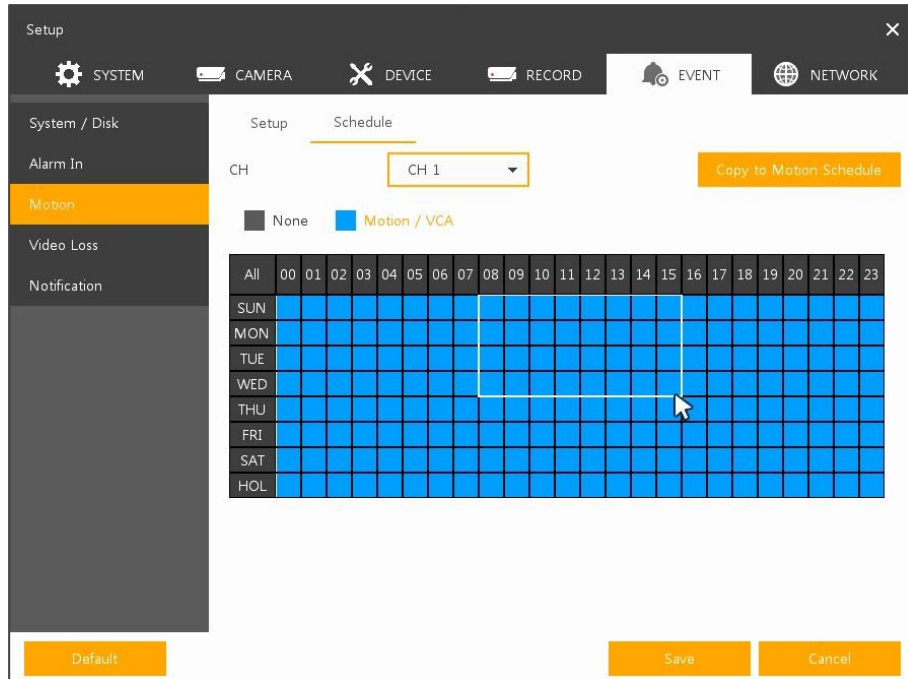 Setup
SYSTEM CAMERA DEVICE RECORD EVENT NETWORK
System / Disk
Alarm In
Motion
Video Loss
Notification
Setup Schedule
CH CH 1 Copy to Motion Schedule
None Motion / VCA
All 00 01 02 03 04 05 06 07 08 09 10 11 12 13 14 15 16 17 18 19 20 21 22 23
SUN
MON
TUE
WED
THU
FRI
SAT
HOL
Default Save Cancel